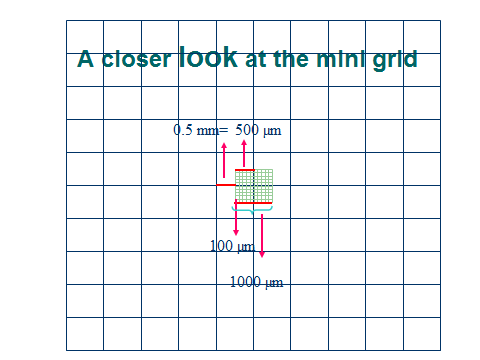 A closer look at the mini grid
0.5 mm= 500 µm
100 µm
1000 µm